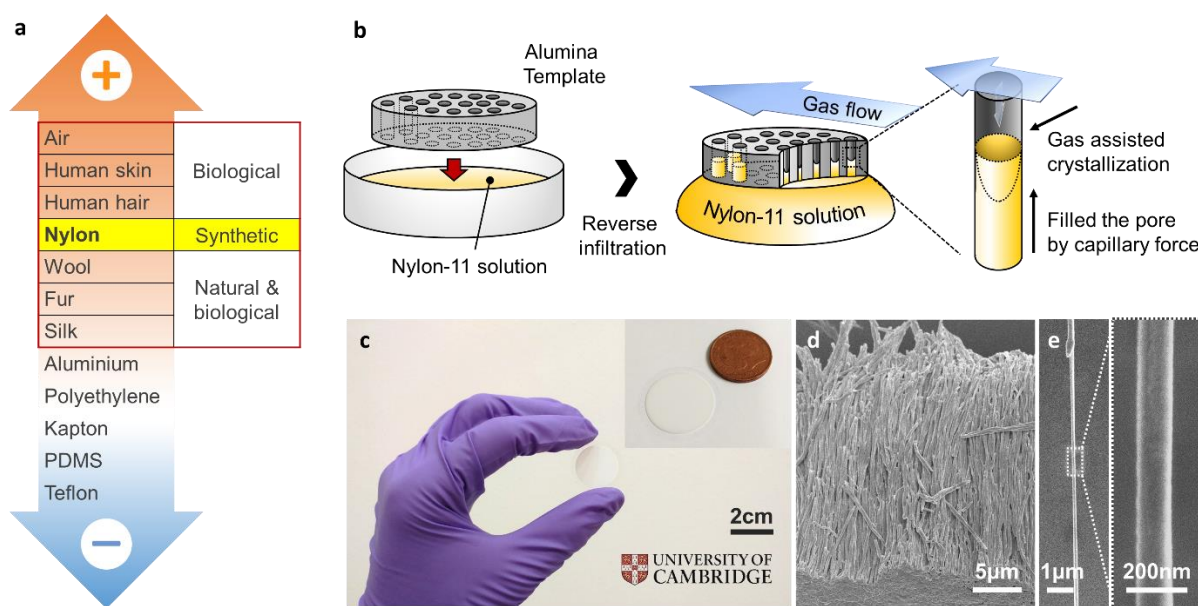 a
+
Air
Human skin
Human hair
Biological
Nylon
Synthetic
Wool
Fur
Silk
Natural &
biological
Aluminium
Polyethylene
Kapton
PDMS
Teflon
−
b
Alumina
Template
Nylon-11 solution
Reverse
infiltration
Gas flow
Nylon-11 solution
Gas assisted
crystallization
Filled the pore
by capillary force
c
2cm
UNIVERSITY OF
CAMBRIDGE
d
5μm
e
1μm
200nm